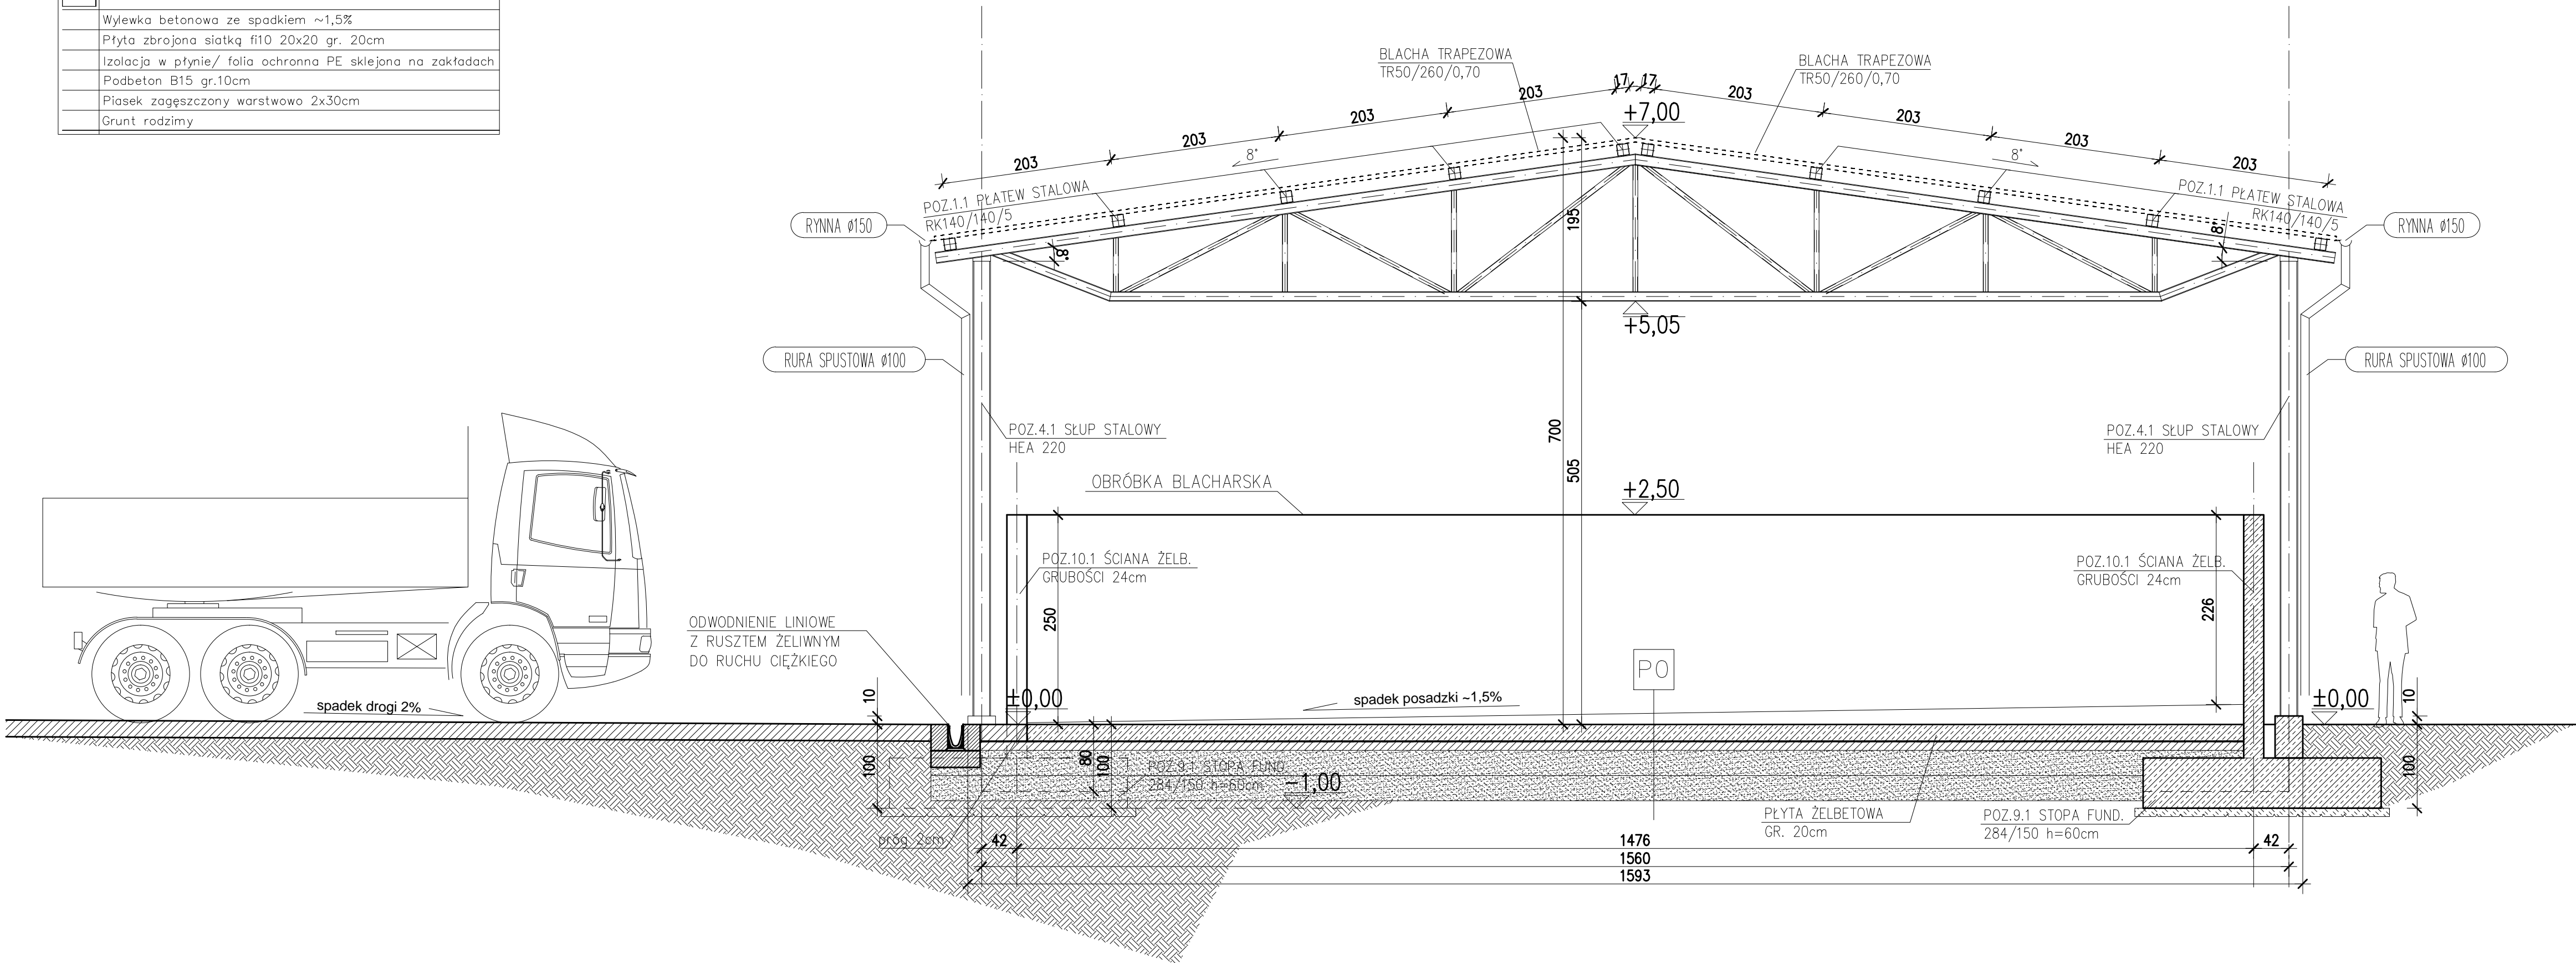 Wylewka betonowa ze spadkiem ~1,5%
Płyta zbrojona siatką fi10 20x20 gr. 20cm
Izolacja w płynie/ folia ochronna PE sklejona na zakładach
Podbeton B15 gr.10cm
Piasek zagęszczony warstwowo 2x30cm
Grunt rodzimy
BLACHA TRAPEZOWA
TR50/260/0,70
BLACHA TRAPEZOWA
TR50/260/0,70
203
203
203
203
17
17
203
203
203
203
+7,00
8°
8°
POZ.1.1 PŁATEW STALOWA
RK140/140/5
POZ.1.1 PŁATEW STALOWA
RK140/140/5
RYNNA ø150
RYNNA ø150
8°
8°
195
+5,05
RURA SPUSTOWA ø100
RURA SPUSTOWA ø100
POZ.4.1 SŁUP STALOWY
HEA 220
POZ.4.1 SŁUP STALOWY
HEA 220
700
505
OBRÓBKA BLACHARSKA
+2,50
POZ.10.1 ŚCIANA ŻELB.
GRUBOŚCI 24cm
POZ.10.1 ŚCIANA ŻELB.
GRUBOŚCI 24cm
250
226
ODWODNIENIE LINIOWE
Z RUSZTEM ŻELIWNYM
DO RUCHU CIĘŻKIEGO
PO
spadek drogi 2%
10
±0,00
spadek posadzki ~1,5%
±0,00
10
100
80
100
POZ.9.1 STOPA FUND.
284/150 h=60cm
-1,00
100
próg 2cm
PŁYTA ŻELBETOWA
GR. 20cm
POZ.9.1 STOPA FUND.
284/150 h=60cm
42
1476
42
1560
1593